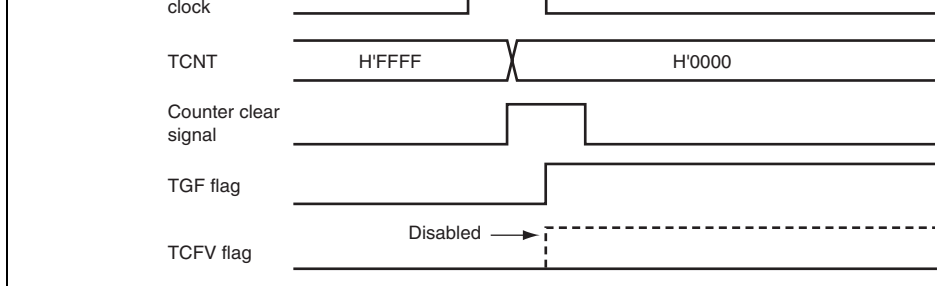 clock
TCNT
H'FFFF
H'0000
Counter clear
signal
TGF flag
Disabled
TCFV flag